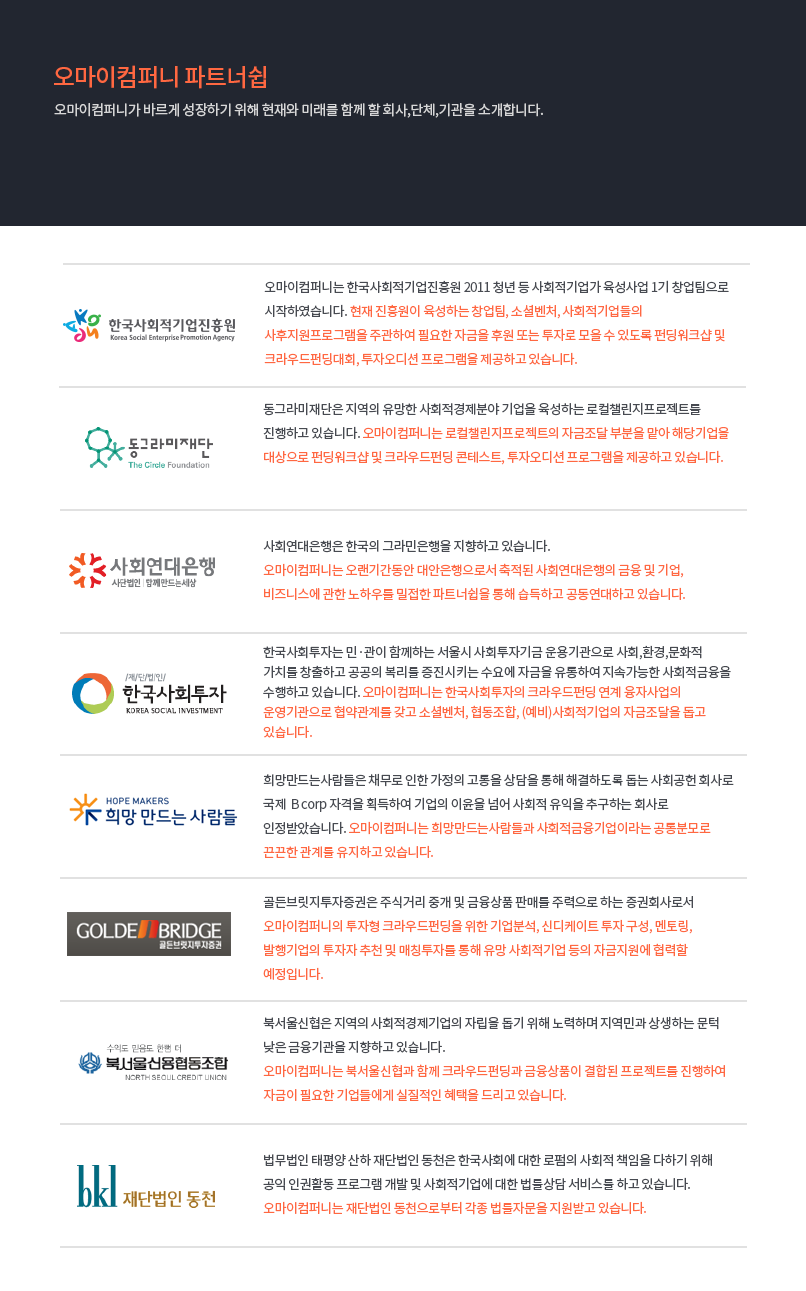 오마이컴퍼니 파트너쉽
오마이컴퍼니가 바르게 성장하기 위해 현재와 미래를 함께 할 회사,단체,기관을 소개합니다.
한국사회적기업진흥원
Korea Social Enterprise Promotion Agency
오마이컴퍼니는 한국사회적기업진흥원 2011 청년 등 사회적기업가 육성사업 1기 창업팀으로
시작하였습니다. 현재 진흥원이 육성하는 창업팀, 소셜벤처, 사회적기업들의
사후지원프로그램을 주관하여 필요한 자금을 후원 또는 투자로 모을 수 있도록 펀딩워크샵 및
크라우드펀딩대회, 투자오디션 프로그램을 제공하고 있습니다.
동그라미재단
The Circle Foundation
동그라미재단은 지역의 유망한 사회적경제분야 기업을 육성하는 로컬챌린지프로젝트를
진행하고 있습니다. 오마이컴퍼니는 로컬챌린지프로젝트의 자금조달 부분을 맡아 해당기업을
대상으로 펀딩워크샵 및 크라우드펀딩 콘테스트, 투자오디션 프로그램을 제공하고 있습니다.
사회연대은행
사단법인 | 함께만드는세상
사회연대은행은 한국의 그라민은행을 지향하고 있습니다.
오마이컴퍼니는 오랜기간동안 대안은행으로서 축적된 사회연대은행의 금융 및 기업,
비즈니스에 관한 노하우를 밀접한 파트너쉽을 통해 습득하고 공동연대하고 있습니다.
/재/단/법/인/
한국사회투자
KOREA SOCIAL INVESTMENT
한국사회투자는 민·관이 함께하는 서울시 사회투자기금 운용기관으로 사회,환경,문화적
가치를 창출하고 공공의 복리를 증진시키는 수요에 자금을 유통하여 지속가능한 사회적금융을
수행하고 있습니다. 오마이컴퍼니는 한국사회투자의 크라우드펀딩 연계 융자사업의
운영기관으로 협약관계를 갖고 소셜벤처, 협동조합, (예비)사회적기업의 자금조달을 돕고
있습니다.
HOPE MAKERS
희망 만드는 사람들
희망만드는사람들은 채무로 인한 가정의 고통을 상담을 통해 해결하도록 돕는 사회공헌 회사로
국제 B corp 자격을 획득하여 기업의 이윤을 넘어 사회적 유익을 추구하는 회사로
인정받았습니다. 오마이컴퍼니는 희망만드는사람들과 사회적금융기업이라는 공통분모로
끈끈한 관계를 유지하고 있습니다.
GOLDEN BRIDGE
골든브릿지투자증권
골든브릿지투자증권은 주식거리 중개 및 금융상품 판매를 주력으로 하는 증권회사로서
오마이컴퍼니의 투자형 크라우드펀딩을 위한 기업분석, 신디케이트 투자 구성, 멘토링,
발행기업의 투자자 추천 및 매칭투자를 통해 유망 사회적기업 등의 자금지원에 협력할
예정입니다.
수익도 믿음도 한뼘 더
북서울신용협동조합
NORTH SEOUL CREDIT UNION
북서울신협은 지역의 사회적경제기업의 자립을 돕기 위해 노력하며 지역민과 상생하는 문턱
낮은 금융기관을 지향하고 있습니다.
오마이컴퍼니는 북서울신협과 함께 크라우드펀딩과 금융상품이 결합된 프로젝트를 진행하여
자금이 필요한 기업들에게 실질적인 혜택을 드리고 있습니다.
bkl 재단법인 동천
법무법인 태평양 산하 재단법인 동천은 한국사회에 대한 로펌의 사회적 책임을 다하기 위해
공익 인권활동 프로그램 개발 및 사회적기업에 대한 법률상담 서비스를 하고 있습니다.
오마이컴퍼니는 재단법인 동천으로부터 각종 법률자문을 지원받고 있습니다.